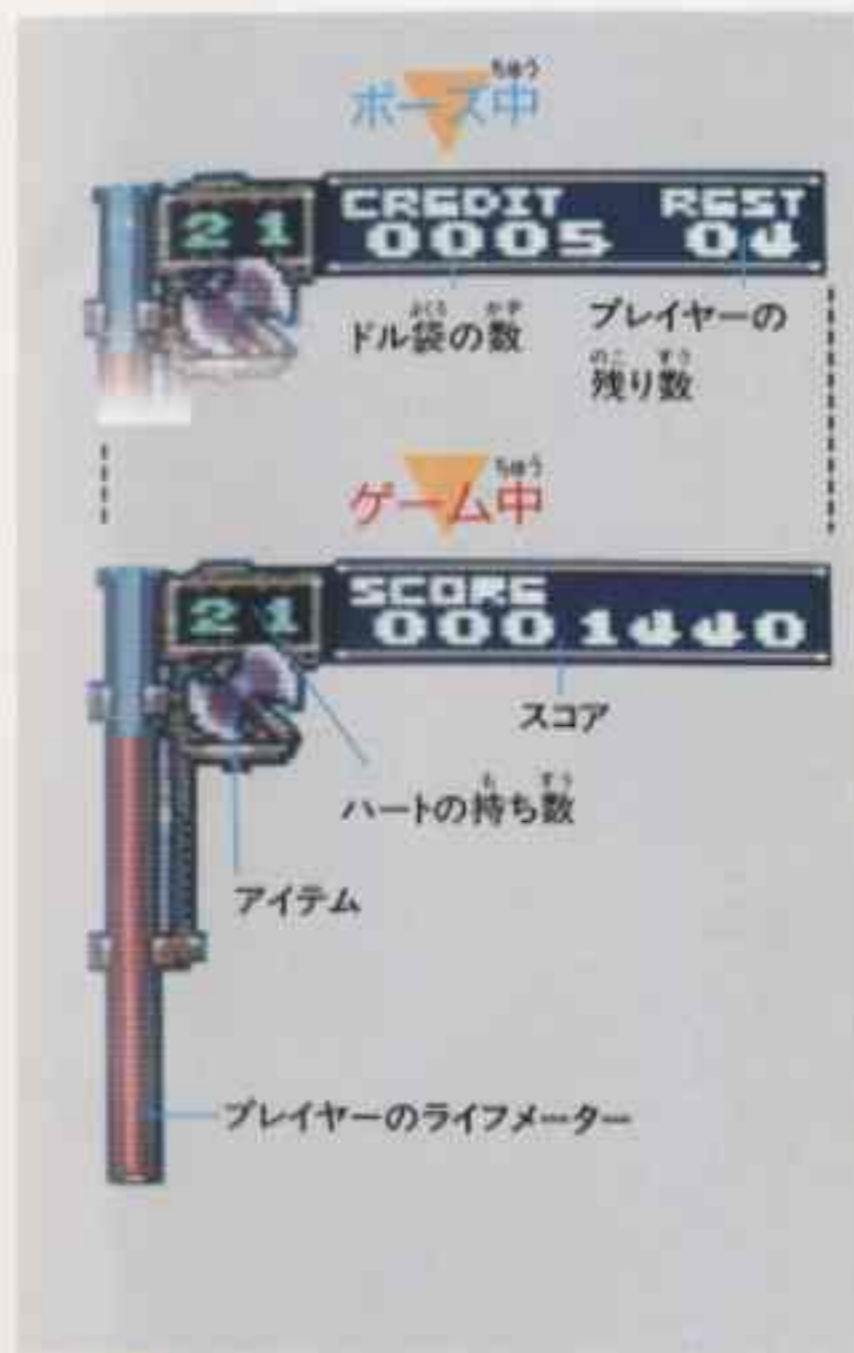 ポーズ中
21
CREDIT REST
0005 04
ドル袋の数
プレイヤーの
残り数
ゲーム中
21
SCORE
0001440
スコア
ハートの持ち数
アイテム
プレイヤーのライフメーター